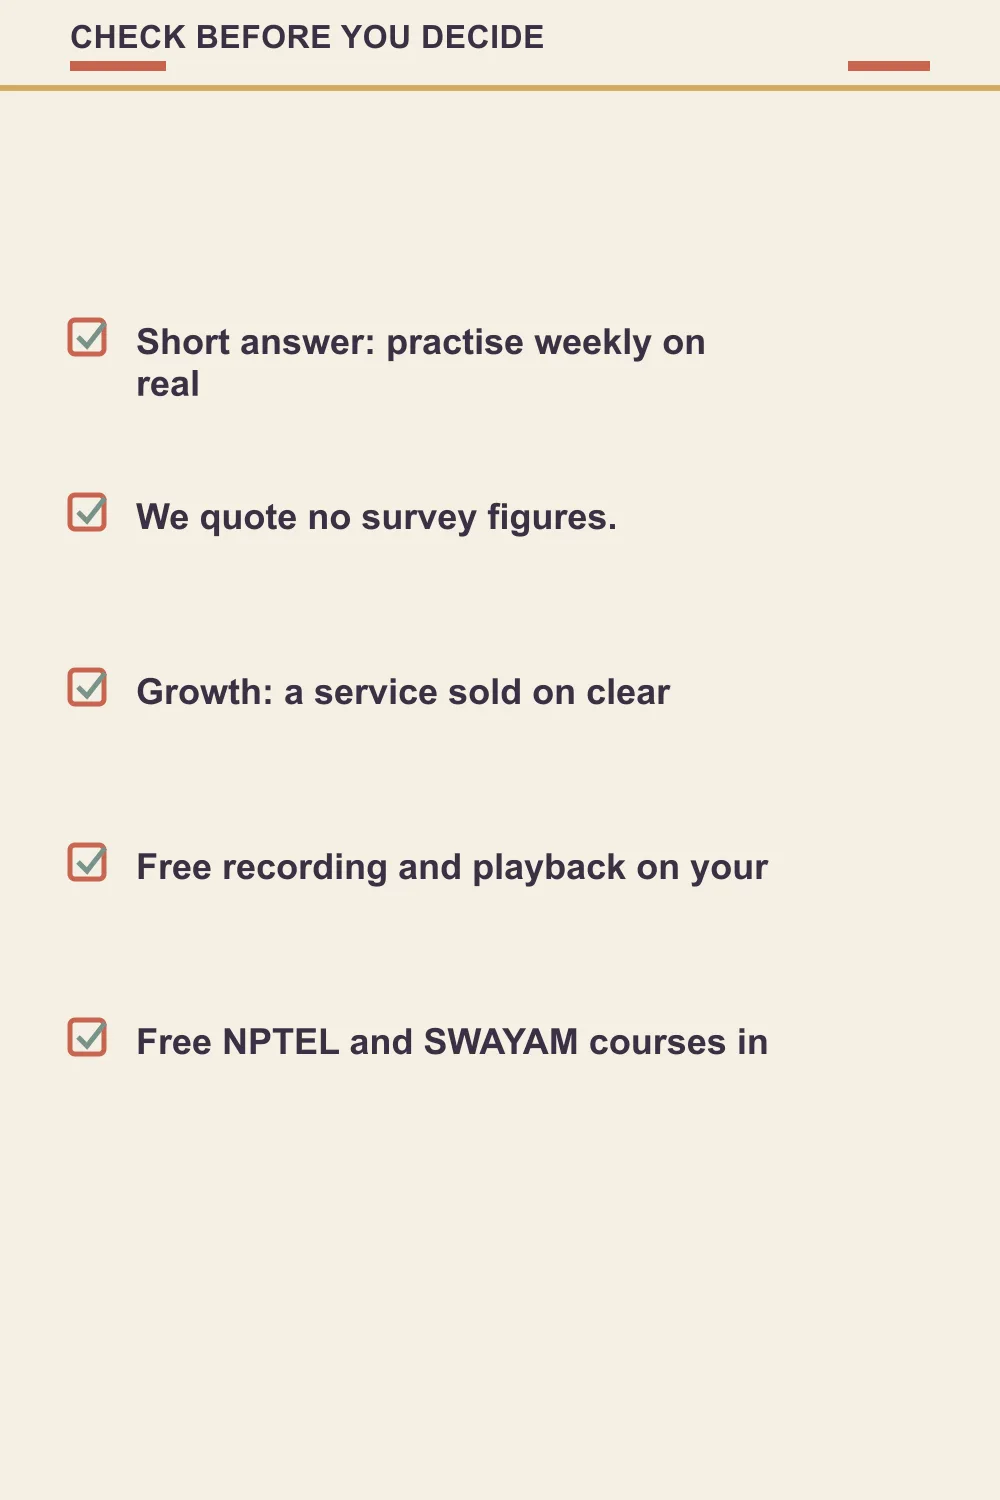 CHECK BEFORE YOU DECIDE
Short answer: practise weekly on
real
We quote no survey figures.
Growth: a service sold on clear
Free recording and playback on your
Free NPTEL and SWAYAM courses in